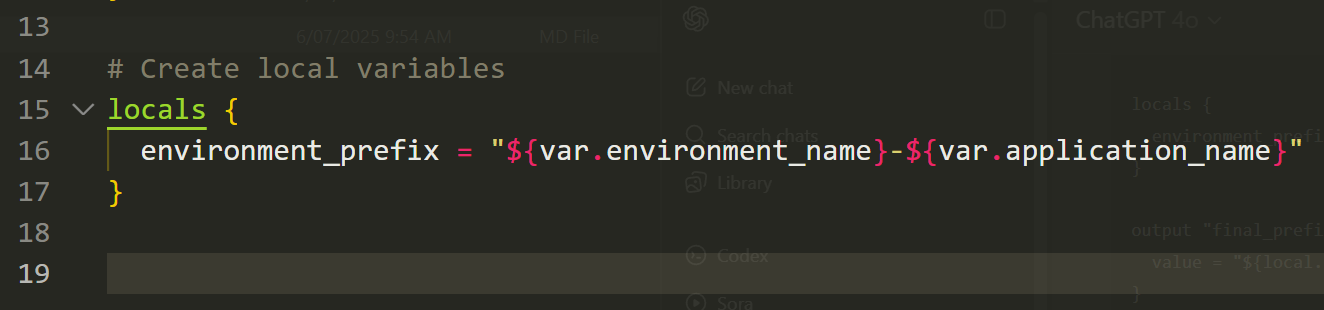 13
6/07/2025 9:54 AM MD File
ChatGPT 4o
14 # Create local variables
New chat
15 locals {
locals {
Search chats
16 environment_prefix = "${var.environment_name}-${var.application_name}"
environment_prefi
Library
17 }
}
18
output "final_prefi
19
Codex
value = "${local.
}
Sora